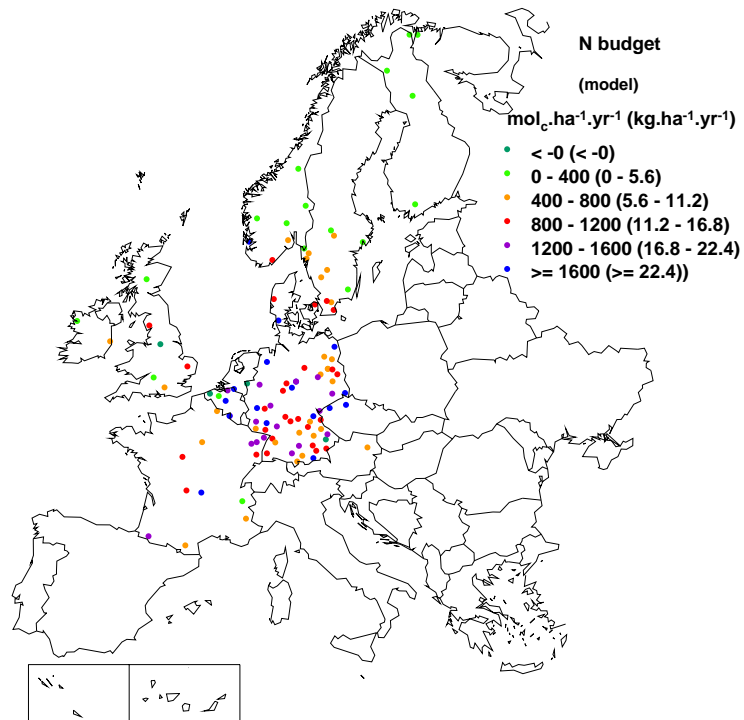 N budget
(model)
mol_c.ha⁻¹.yr⁻¹ (kg.ha⁻¹.yr⁻¹)
< -0 (< -0)
0 - 400 (0 - 5.6)
400 - 800 (5.6 - 11.2)
800 - 1200 (11.2 - 16.8)
1200 - 1600 (16.8 - 22.4)
>= 1600 (>= 22.4))